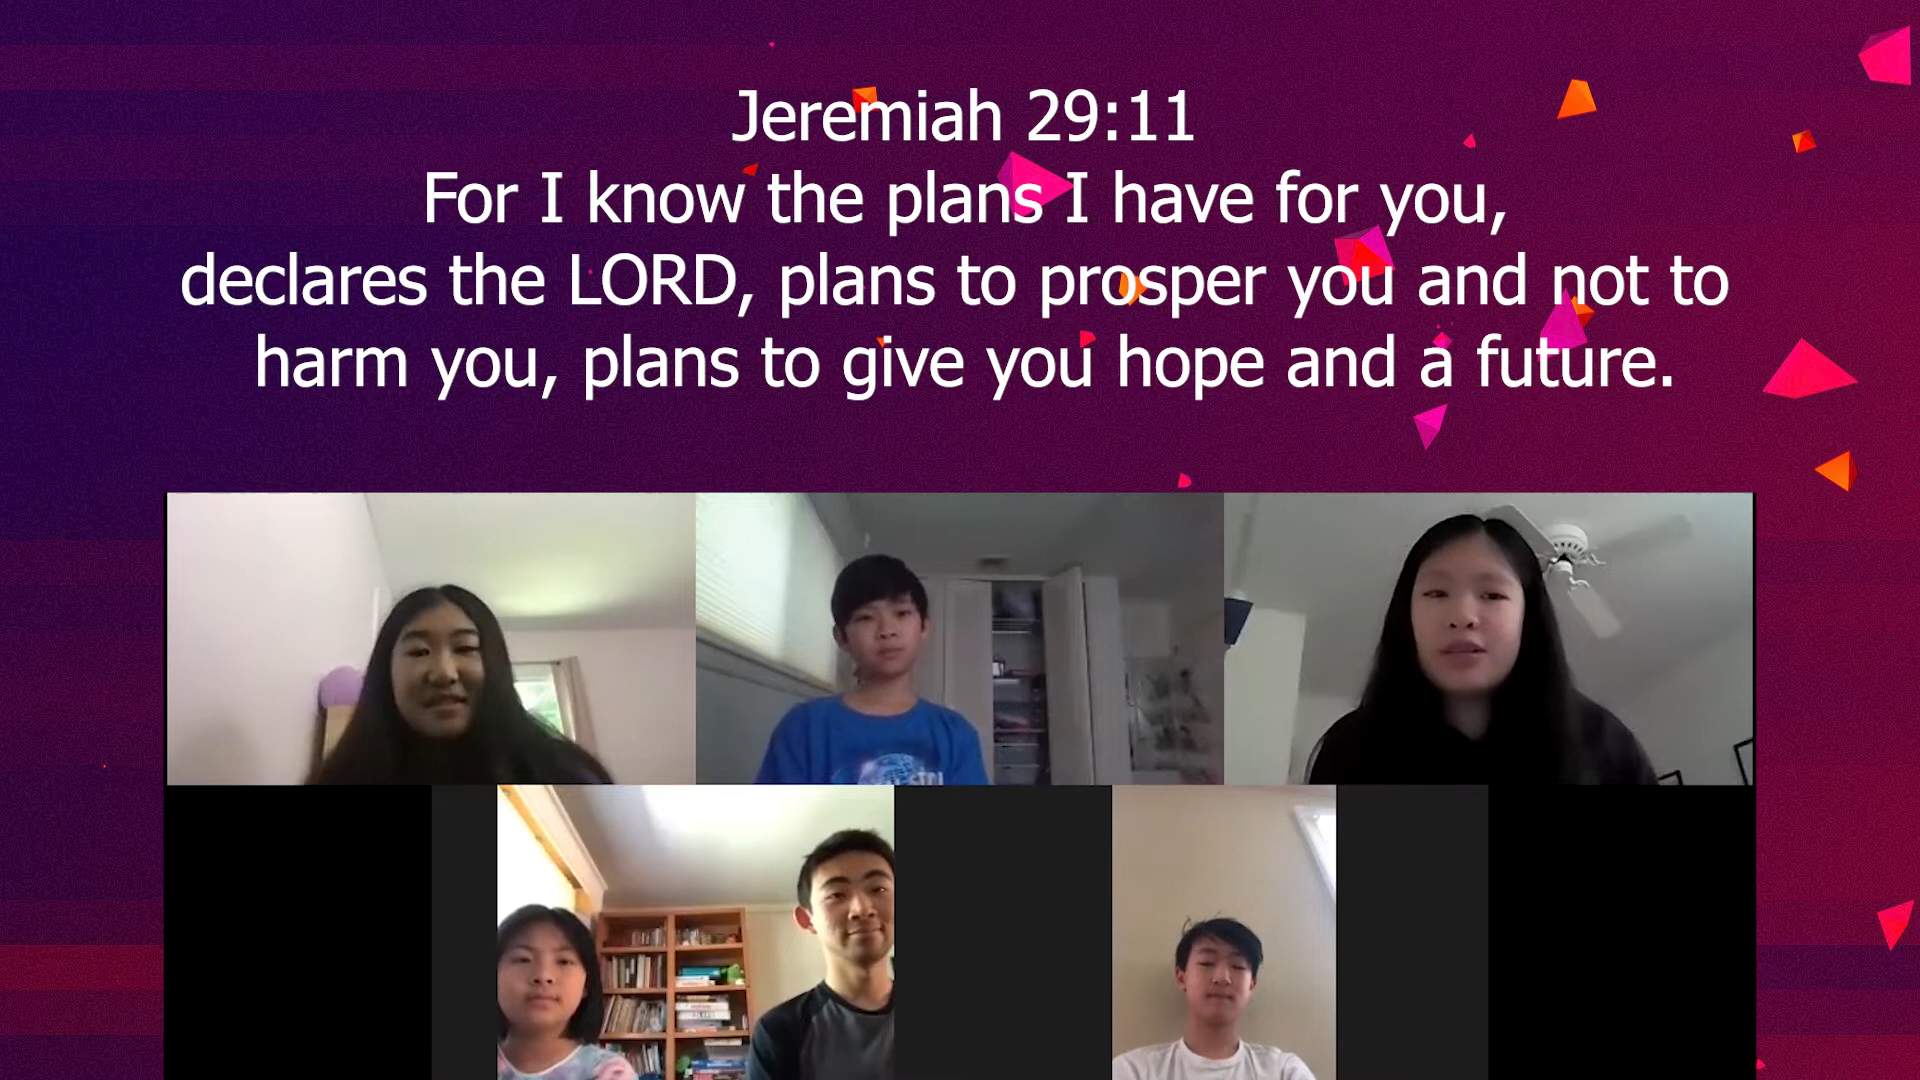 Jeremiah 29:11
For I know the plans I have for you,
declares the LORD, plans to prosper you and not to
harm you, plans to give you hope and a future.